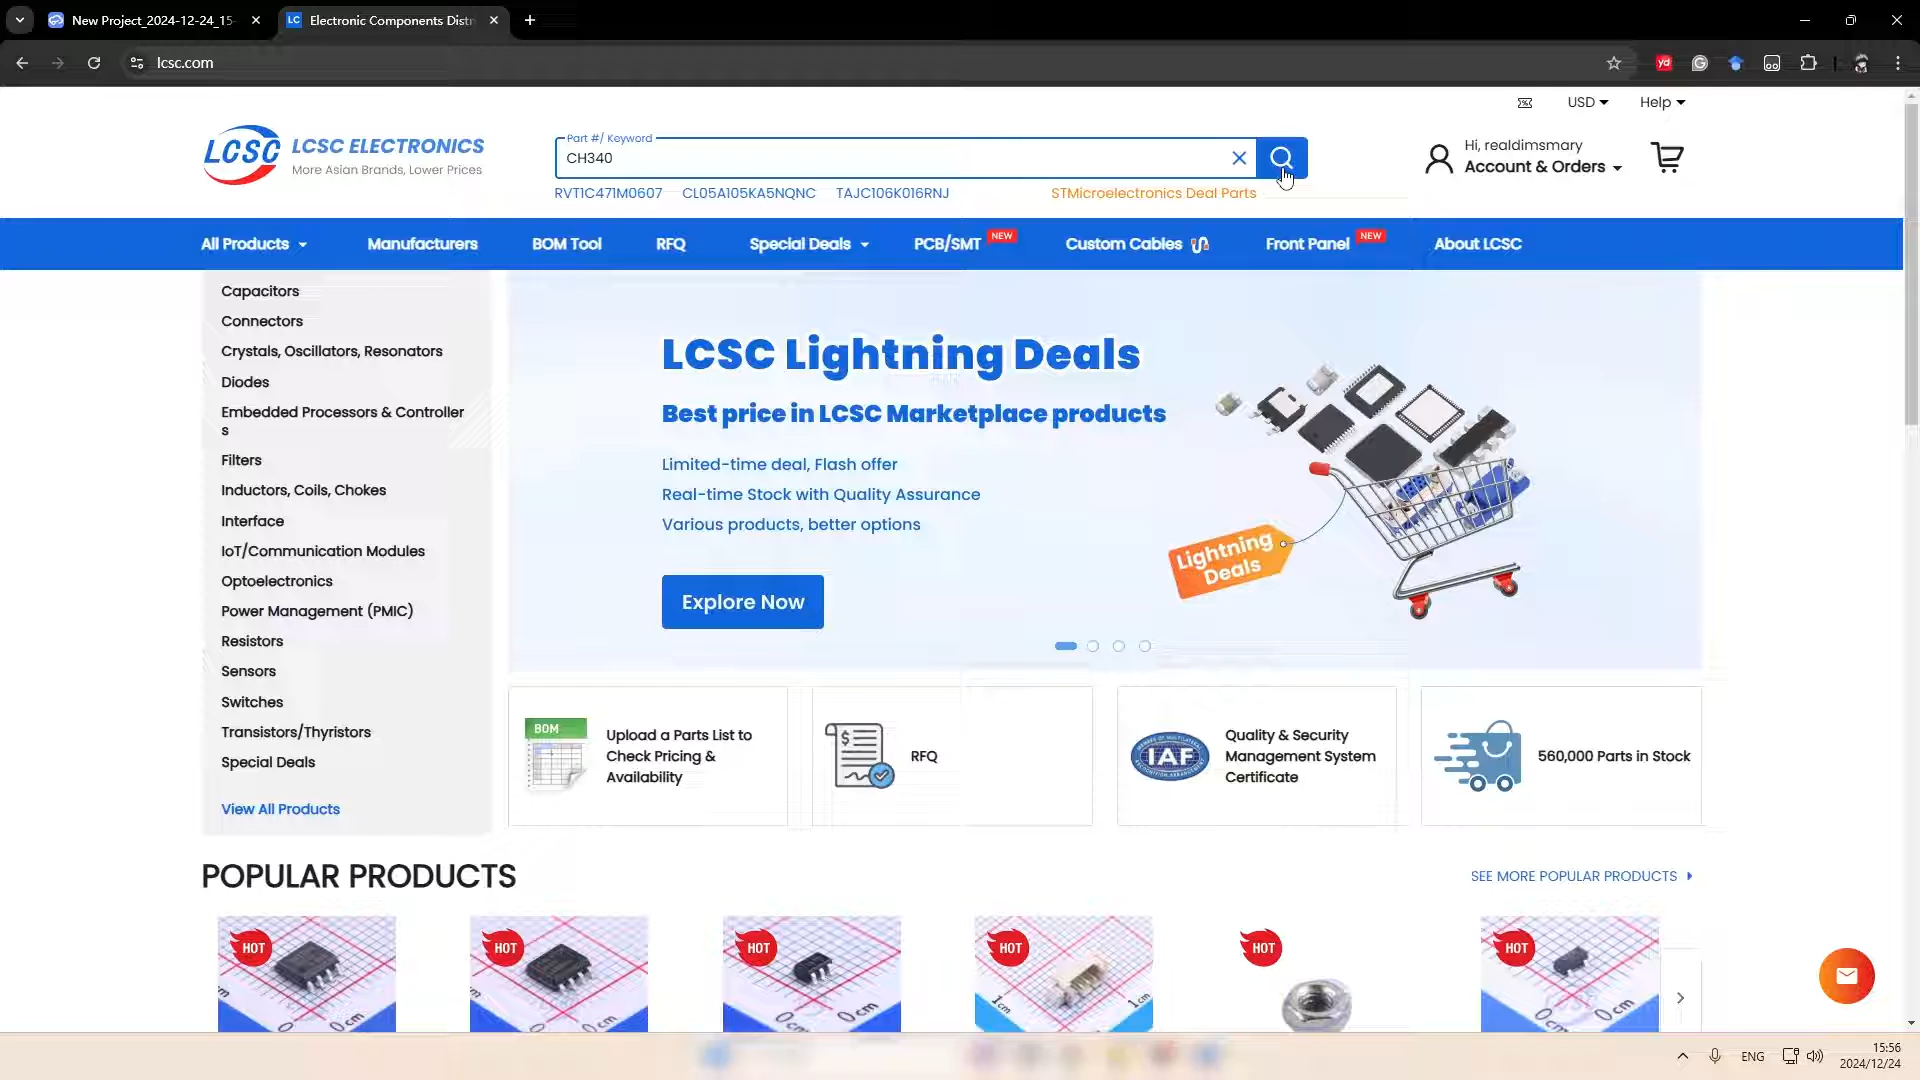 New Project_2024-12-24_15-
Electronic Components Distr
lcsc.com
USD
Help
LCSC
LCSC ELECTRONICS
More Asian Brands, Lower Prices
Part #/ Keyword
CH340
Hi, realdimsmary
Account & Orders
RVT1C471M0607 CL05A105KA5NQNC TAJC106K016RNJ STMicroelectronics Deal Parts
All Products Manufacturers BOM Tool RFQ Special Deals PCB/SMT NEW Custom Cables Front Panel NEW About LCSC
Capacitors
Connectors
Crystals, Oscillators, Resonators
Diodes
Embedded Processors & Controller
s
Filters
Inductors, Coils, Chokes
Interface
IoT/Communication Modules
Optoelectronics
Power Management (PMIC)
Resistors
Sensors
Switches
Transistors/Thyristors
Special Deals
View All Products
LCSC Lightning Deals
Best price in LCSC Marketplace products
Limited-time deal, Flash offer
Real-time Stock with Quality Assurance
Various products, better options
Explore Now
Lightning
Deals
BOM
Upload a Parts List to
Check Pricing &
Availability
RFQ
IAF
Quality & Security
Management System
Certificate
560,000 Parts in Stock
POPULAR PRODUCTS
SEE MORE POPULAR PRODUCTS
HOT
HOT
HOT
HOT
HOT
HOT
ENG
15:56
2024/12/24